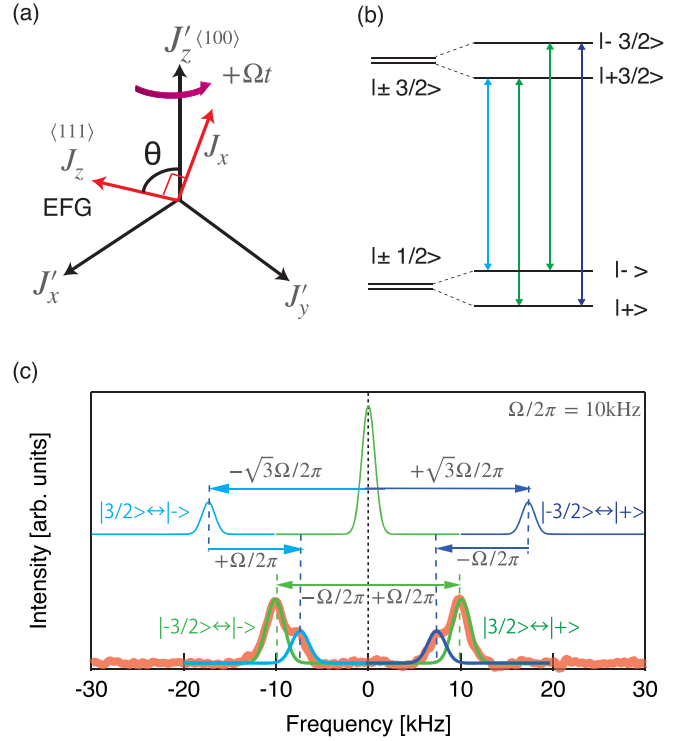 (a)
J′z ⟨100⟩
+Ωt
⟨111⟩
Jz
θ
Jx
EFG
J′x
J′y
(b)
|- 3/2>
|+3/2>
|± 3/2>
|± 1/2>
|- >
|+>
(c)
Ω/2π = 10kHz
−√3Ω/2π
+√3Ω/2π
|3/2>↔|->
|-3/2>↔|+>
+Ω/2π
−Ω/2π
−Ω/2π +Ω/2π
|-3/2>↔|->
|3/2>↔|+>
Intensity [arb. units]
-30 -20 -10 0 10 20 30
Frequency [kHz]